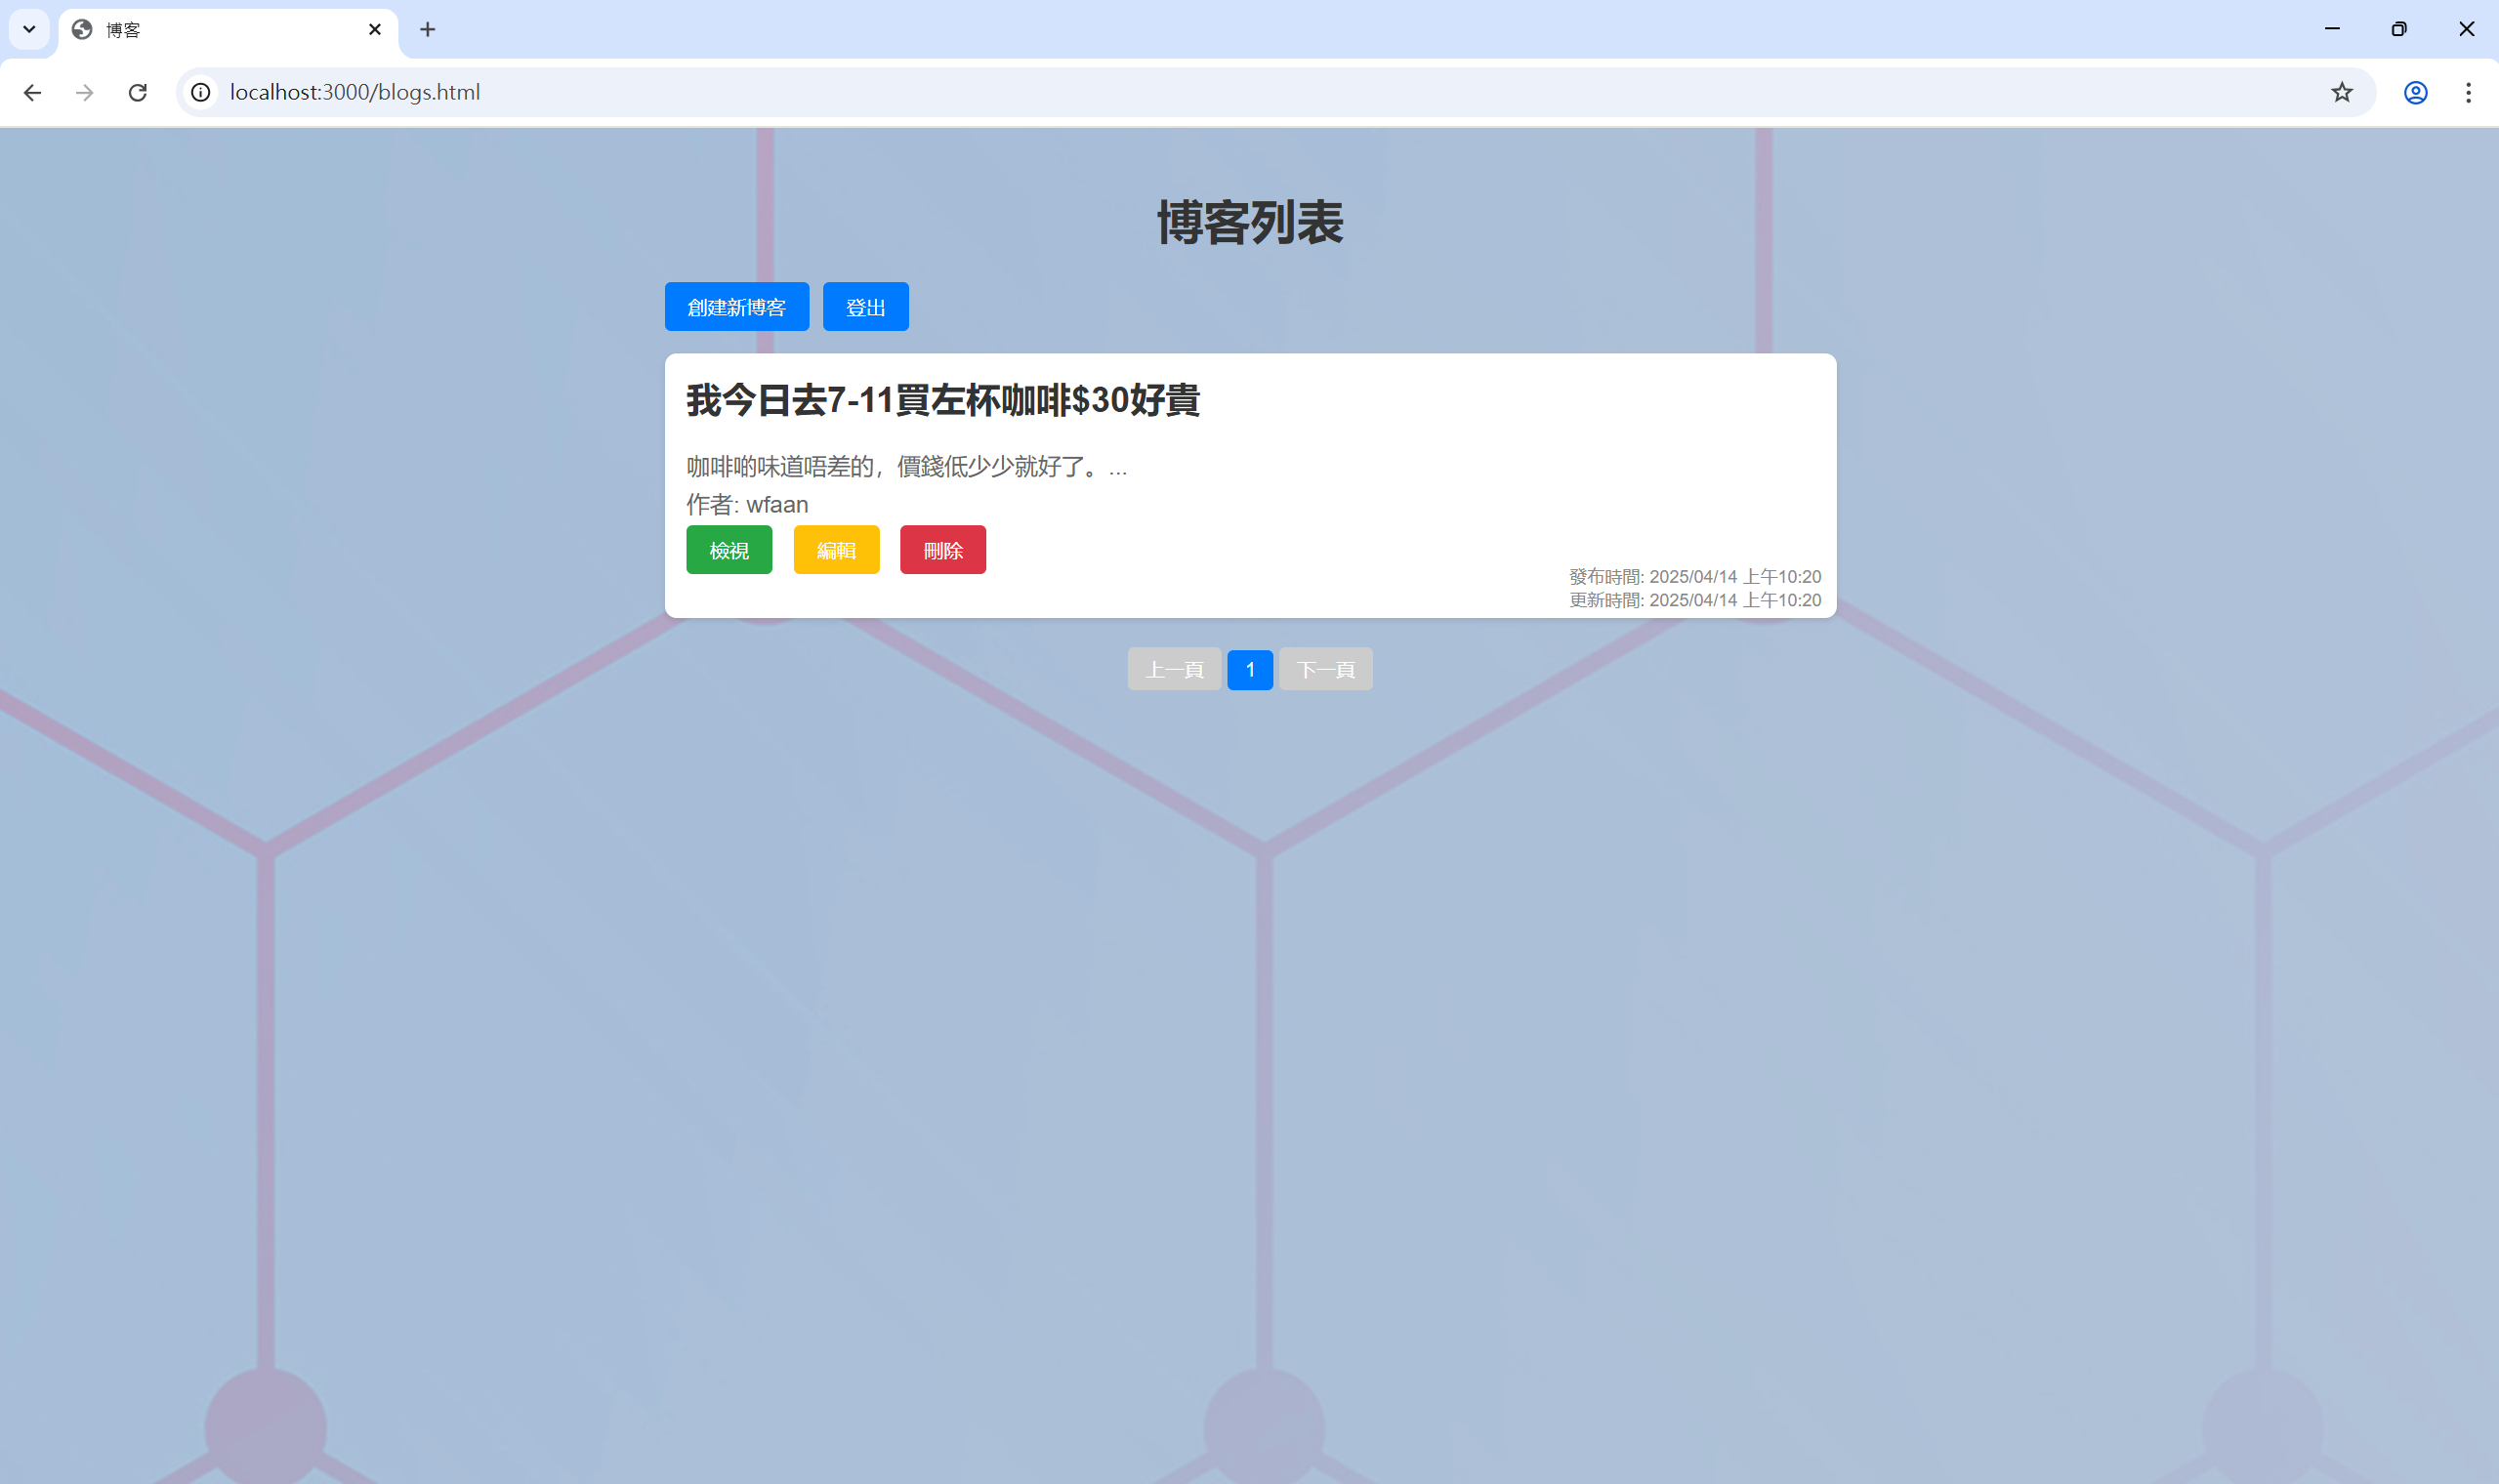 博客
localhost:3000/blogs.html
博客列表
創建新博客 登出
我今日去7-11買左杯咖啡$30好貴
咖啡啲味道唔差的，價錢低少少就好了。...
作者: wfaan
檢視 編輯 刪除
發布時間: 2025/04/14 上午10:20
更新時間: 2025/04/14 上午10:20
上一頁 1 下一頁